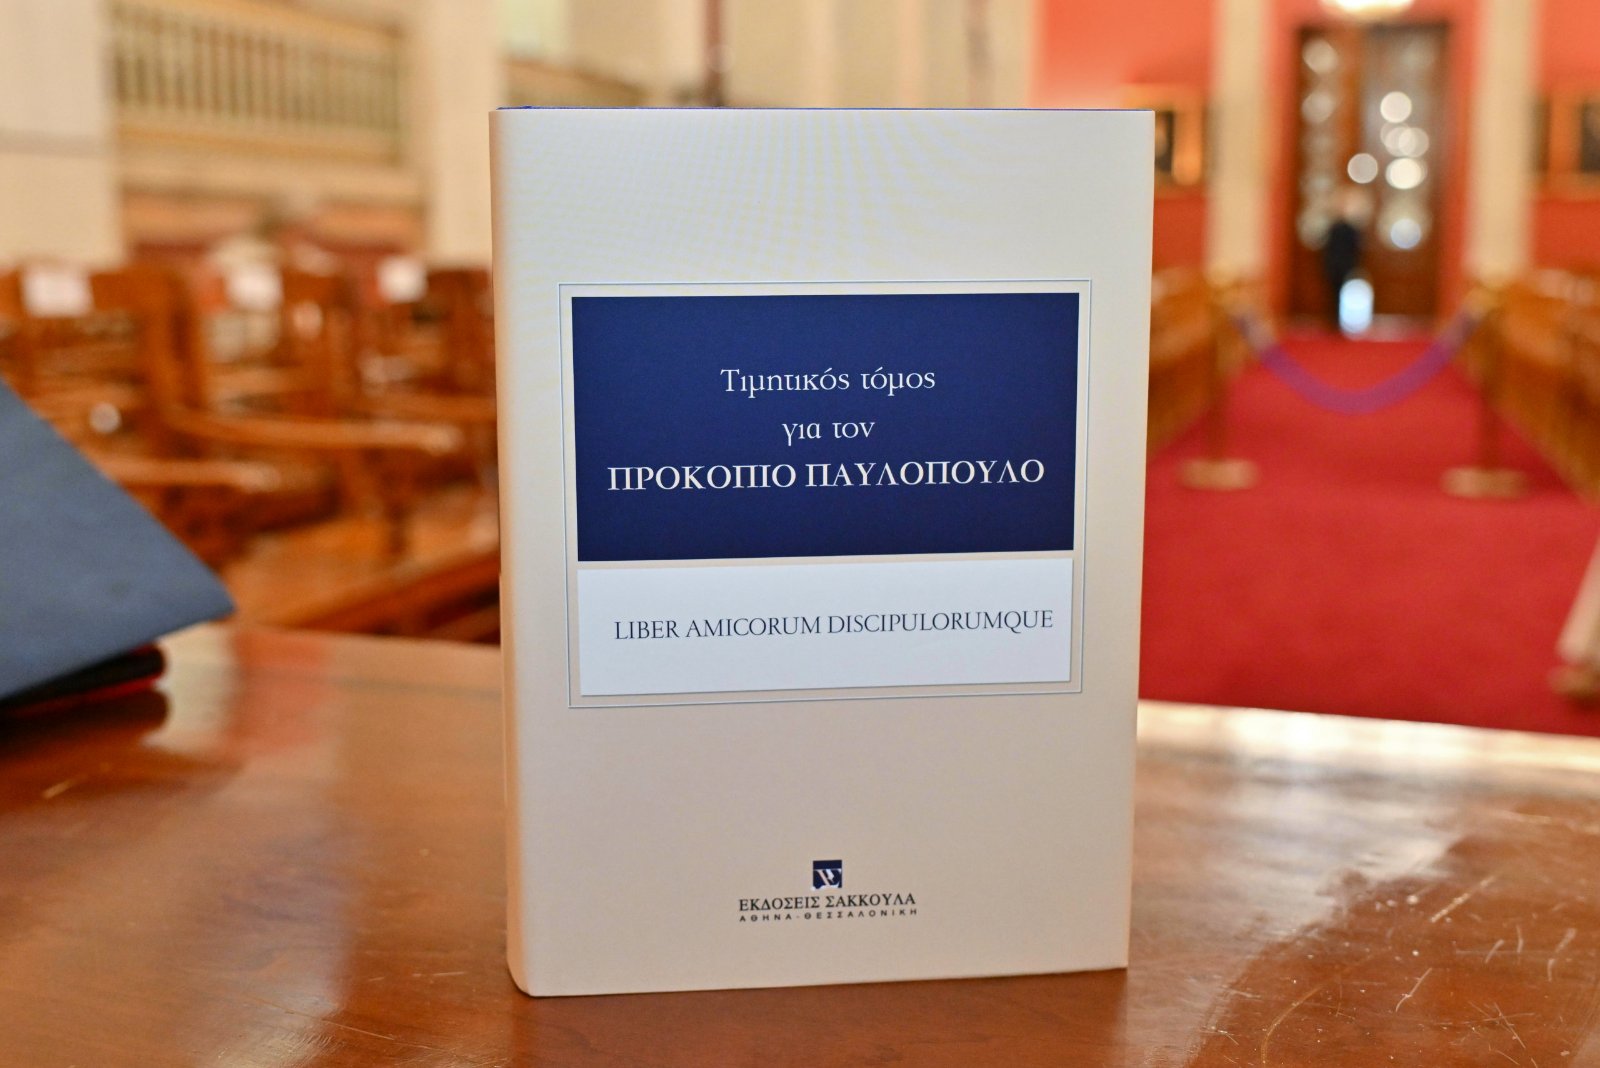 Τιμητικός τόμος
για τον
ΠΡΟΚΟΠΙΟ ΠΑΥΛΟΠΟΥΛΟ
LIBER AMICORUM DISCIPULORUMQUE
ΕΚΔΟΣΕΙΣ ΣΑΚΚΟΥΛΑ
ΑΘΗΝΑ-ΘΕΣΣΑΛΟΝΙΚΗ